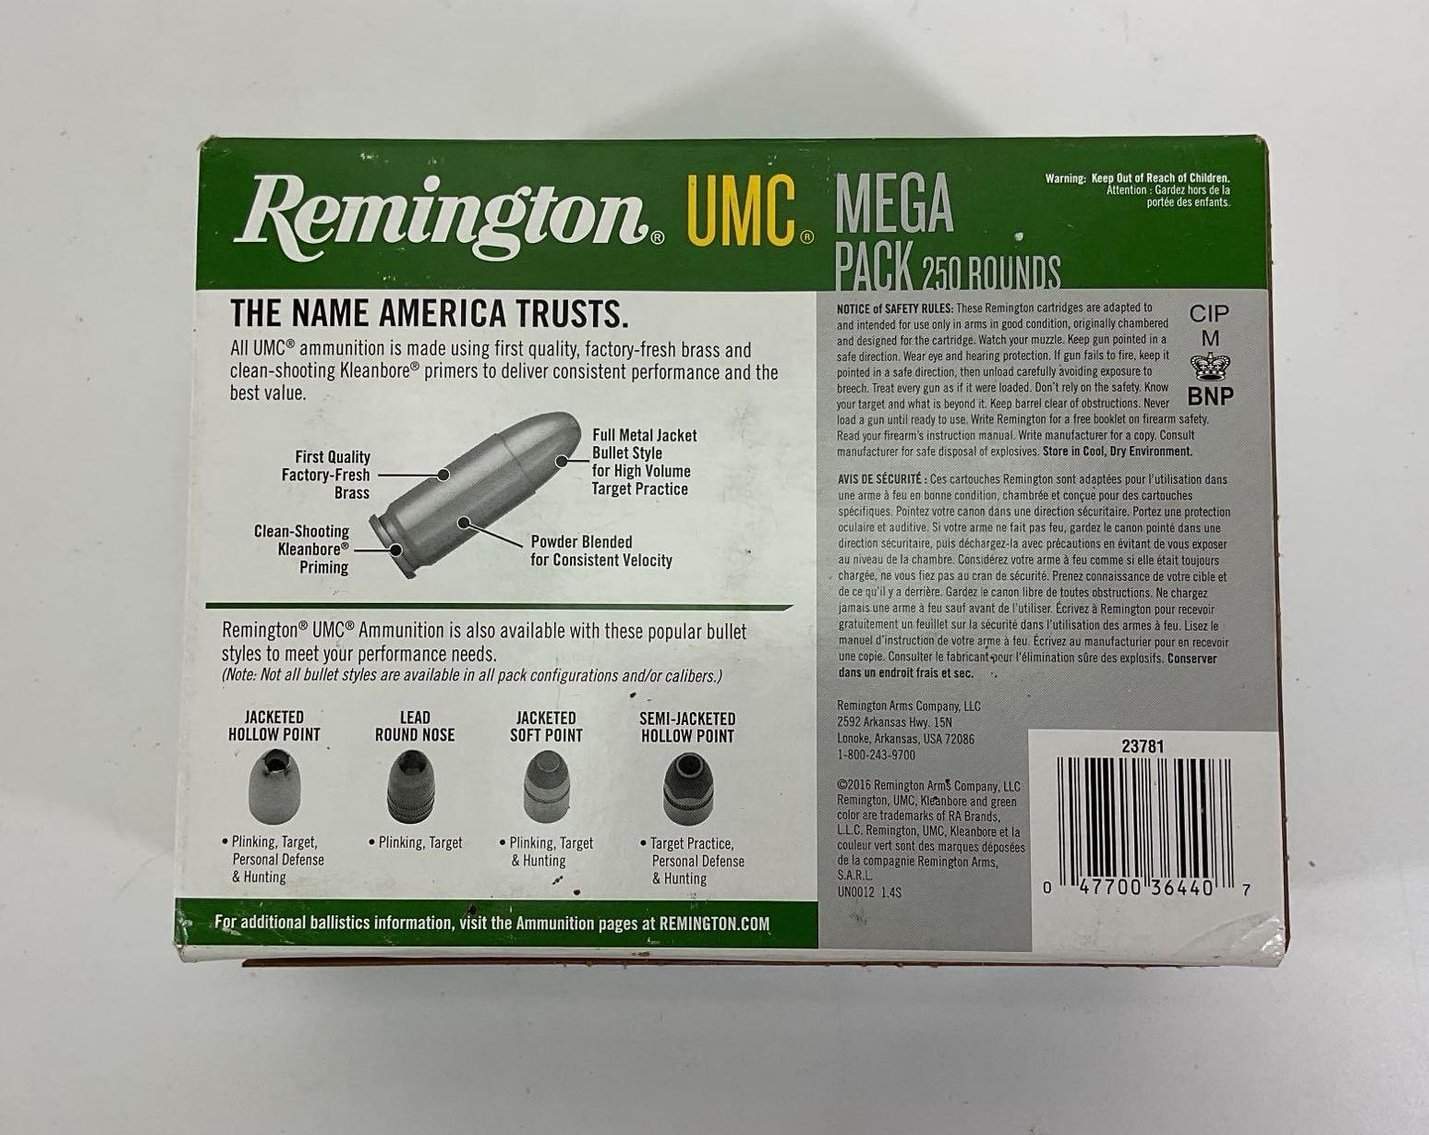 Remington® UMC® MEGA
PACK 250 ROUNDS
Warning: Keep Out of Reach of Children.
Attention : Gardez hors de la
portée des enfants.
THE NAME AMERICA TRUSTS.
All UMC® ammunition is made using first quality, factory-fresh brass and
clean-shooting Kleanbore® primers to deliver consistent performance and the
best value.
First Quality
Factory-Fresh
Brass
Clean-Shooting
Kleanbore®
Priming
Full Metal Jacket
Bullet Style
for High Volume
Target Practice
Powder Blended
for Consistent Velocity
Remington® UMC® Ammunition is also available with these popular bullet
styles to meet your performance needs.
(Note: Not all bullet styles are available in all pack configurations and/or calibers.)
JACKETED
HOLLOW POINT
• Plinking, Target,
Personal Defense
& Hunting
LEAD
ROUND NOSE
• Plinking, Target
JACKETED
SOFT POINT
• Plinking, Target
& Hunting
SEMI-JACKETED
HOLLOW POINT
• Target Practice,
Personal Defense
& Hunting
For additional ballistics information, visit the Ammunition pages at REMINGTON.COM
NOTICE of SAFETY RULES: These Remington cartridges are adapted to
and intended for use only in arms in good condition, originally chambered
and designed for the cartridge. Watch your muzzle. Keep gun pointed in a
safe direction. Wear eye and hearing protection. If gun fails to fire, keep it
pointed in a safe direction, then unload carefully avoiding exposure to
breech. Treat every gun as if it were loaded. Don't rely on the safety. Know
your target and what is beyond it. Keep barrel clear of obstructions. Never
load a gun until ready to use. Write Remington for a free booklet on firearm safety.
Read your firearm's instruction manual. Write manufacturer for a copy. Consult
manufacturer for safe disposal of explosives. Store in Cool, Dry Environment.
CIP
M
BNP
AVIS DE SÉCURITÉ : Ces cartouches Remington sont adaptées pour l'utilisation dans
une arme à feu en bonne condition, chambrée et conçue pour des cartouches
spécifiques. Pointez votre canon dans une direction sécuritaire. Portez une protection
oculaire et auditive. Si votre arme ne fait pas feu, gardez le canon pointé dans une
direction sécuritaire, puis déchargez-la avec précautions en évitant de vous exposer
au niveau de la chambre. Considérez votre arme à feu comme si elle était toujours
chargée, ne vous fiez pas au cran de sécurité. Prenez connaissance de votre cible et
de ce qu'il y a derrière. Gardez le canon libre de toutes obstructions. Ne chargez
jamais une arme à feu sauf avant de l'utiliser. Écrivez à Remington pour recevoir
gratuitement un feuillet sur la sécurité dans l'utilisation des armes à feu. Lisez le
manuel d'instruction de votre arme à feu. Écrivez au manufacturier pour en recevoir
une copie. Consulter le fabricant pour l'élimination sûre des explosifs. Conserver
dans un endroit frais et sec.
Remington Arms Company, LLC
2592 Arkansas Hwy. 15N
Lonoke, Arkansas, USA 72086
1-800-243-9700
©2016 Remington Arms Company, LLC
Remington, UMC, Kleanbore and green
color are trademarks of RA Brands,
L.L.C. Remington, UMC, Kleanbore et la
couleur vert sont des marques déposées
de la compagnie Remington Arms,
S.A.R.L.
UN0012 1.4S
23781
0 47700 36440 7